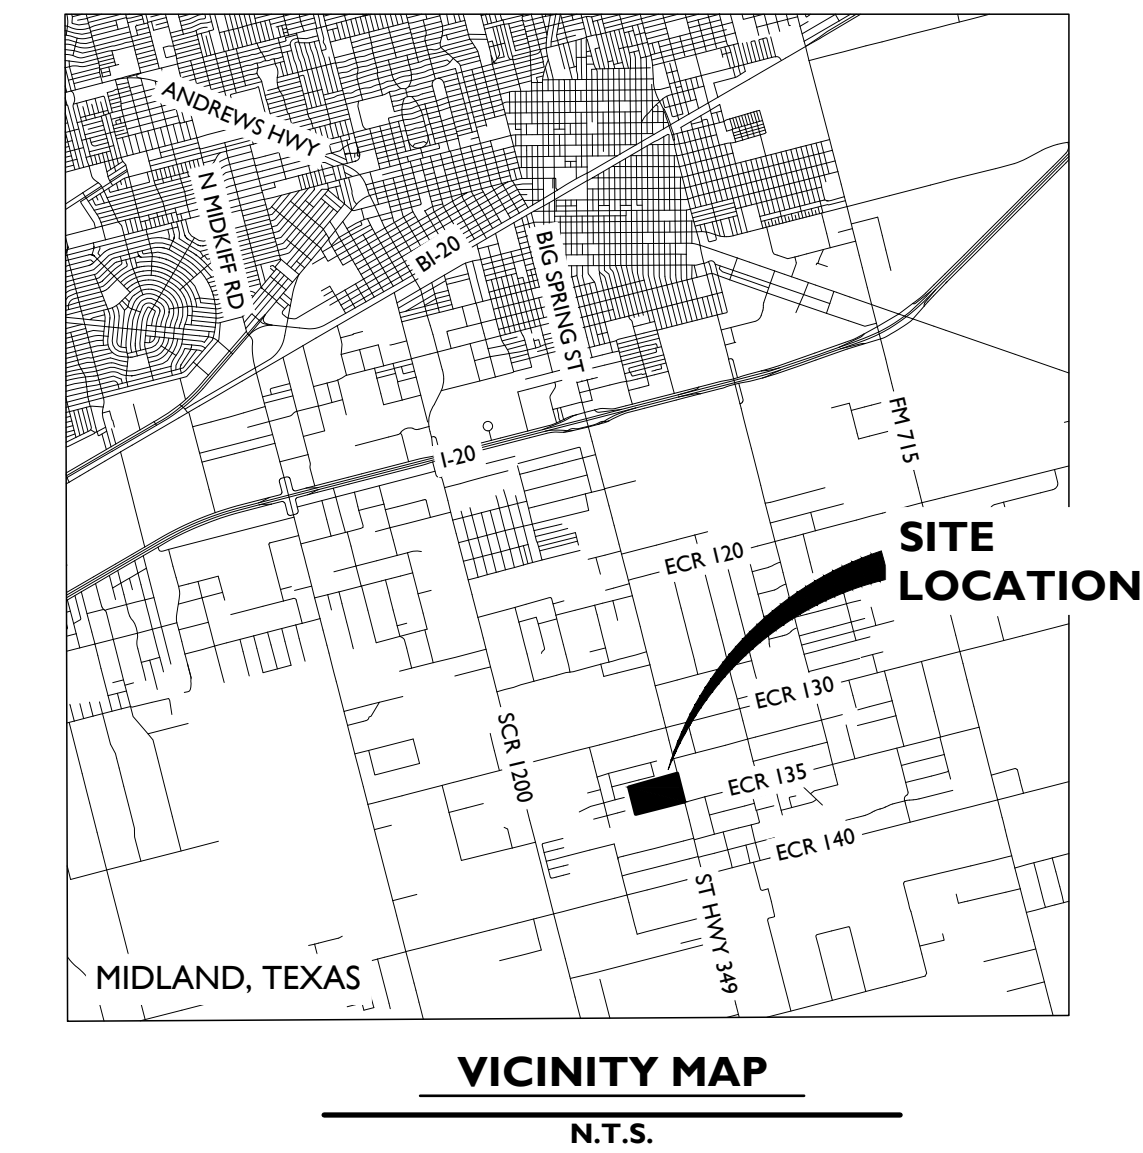 ANDREWS HWY
N MIDKIFF RD
BI-20
BIG SPRING ST
I-20
FM 715
SITE
LOCATION
ECR 120
ECR 130
SCR 1200
ECR 135
ECR 140
ST HWY 349
MIDLAND, TEXAS
VICINITY MAP
N.T.S.